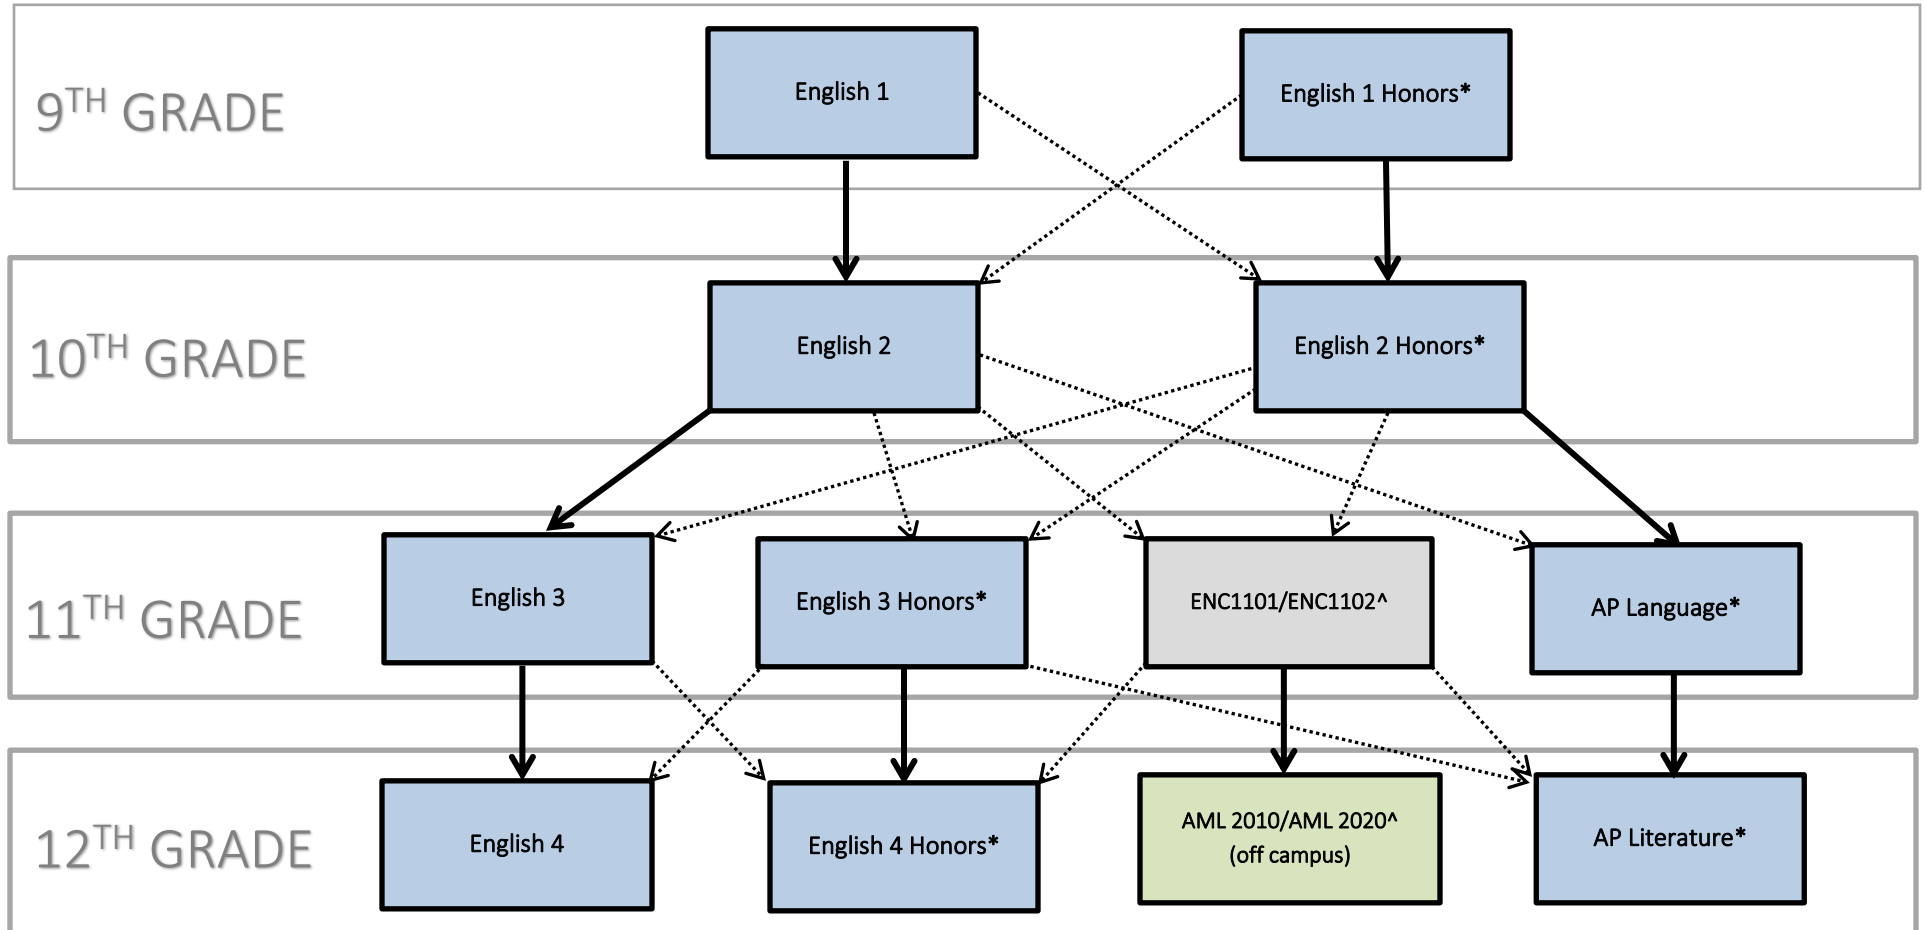 9TH GRADE
English 1
English 1 Honors*
10TH GRADE
English 2
English 2 Honors*
11TH GRADE
English 3
English 3 Honors*
ENC1101/ENC1102^
AP Language*
12TH GRADE
English 4
English 4 Honors*
AML 2010/AML 2020^
(off campus)
AP Literature*